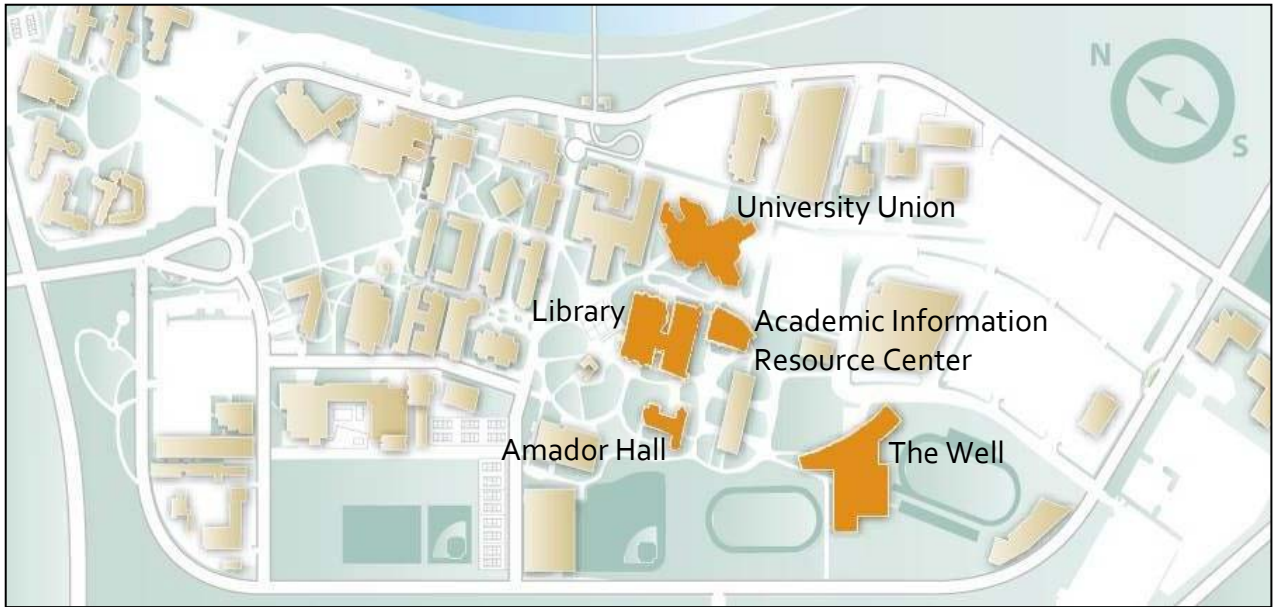 N
S
University Union
Library
Academic Information
Resource Center
Amador Hall
The Well